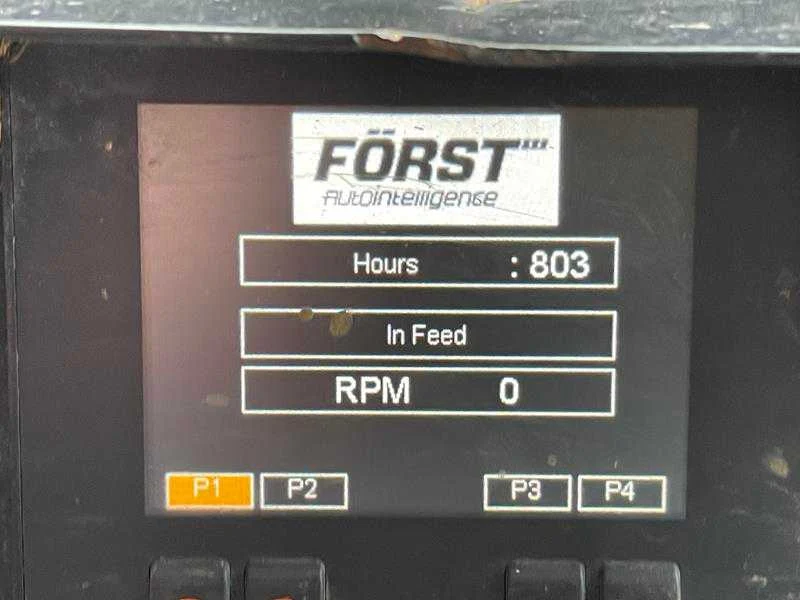 FÖRST
AutoIntelligence
Hours : 803
In Feed
RPM 0
P1 P2 P3 P4